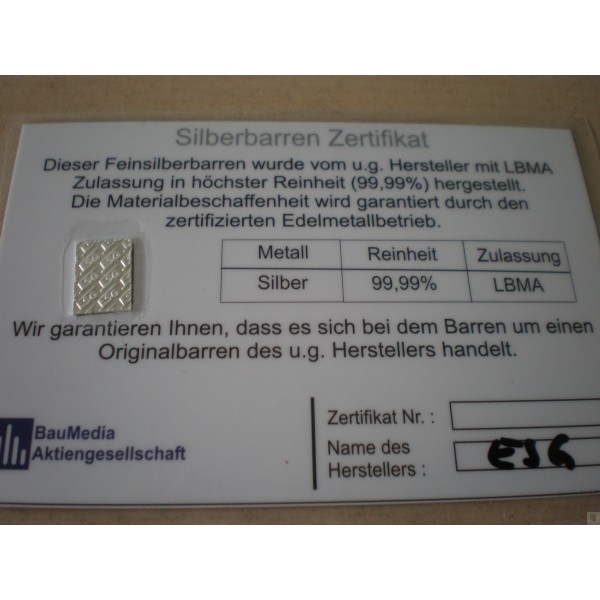 Silberbarren Zertifikat
Dieser Feinsilberbarren wurde vom u.g. Hersteller mit LBMA
Zulassung in höchster Reinheit (99,99%) hergestellt.
Die Materialbeschaffenheit wird garantiert durch den
zertifizierten Edelmetallbetrieb.
Metall Reinheit Zulassung
Silber 99,99% LBMA
Wir garantieren Ihnen, dass es sich bei dem Barren um einen
Originalbarren des u.g. Herstellers handelt.
BauMedia
Aktiengesellschaft
Zertifikat Nr. :
Name des
Herstellers :
ESG